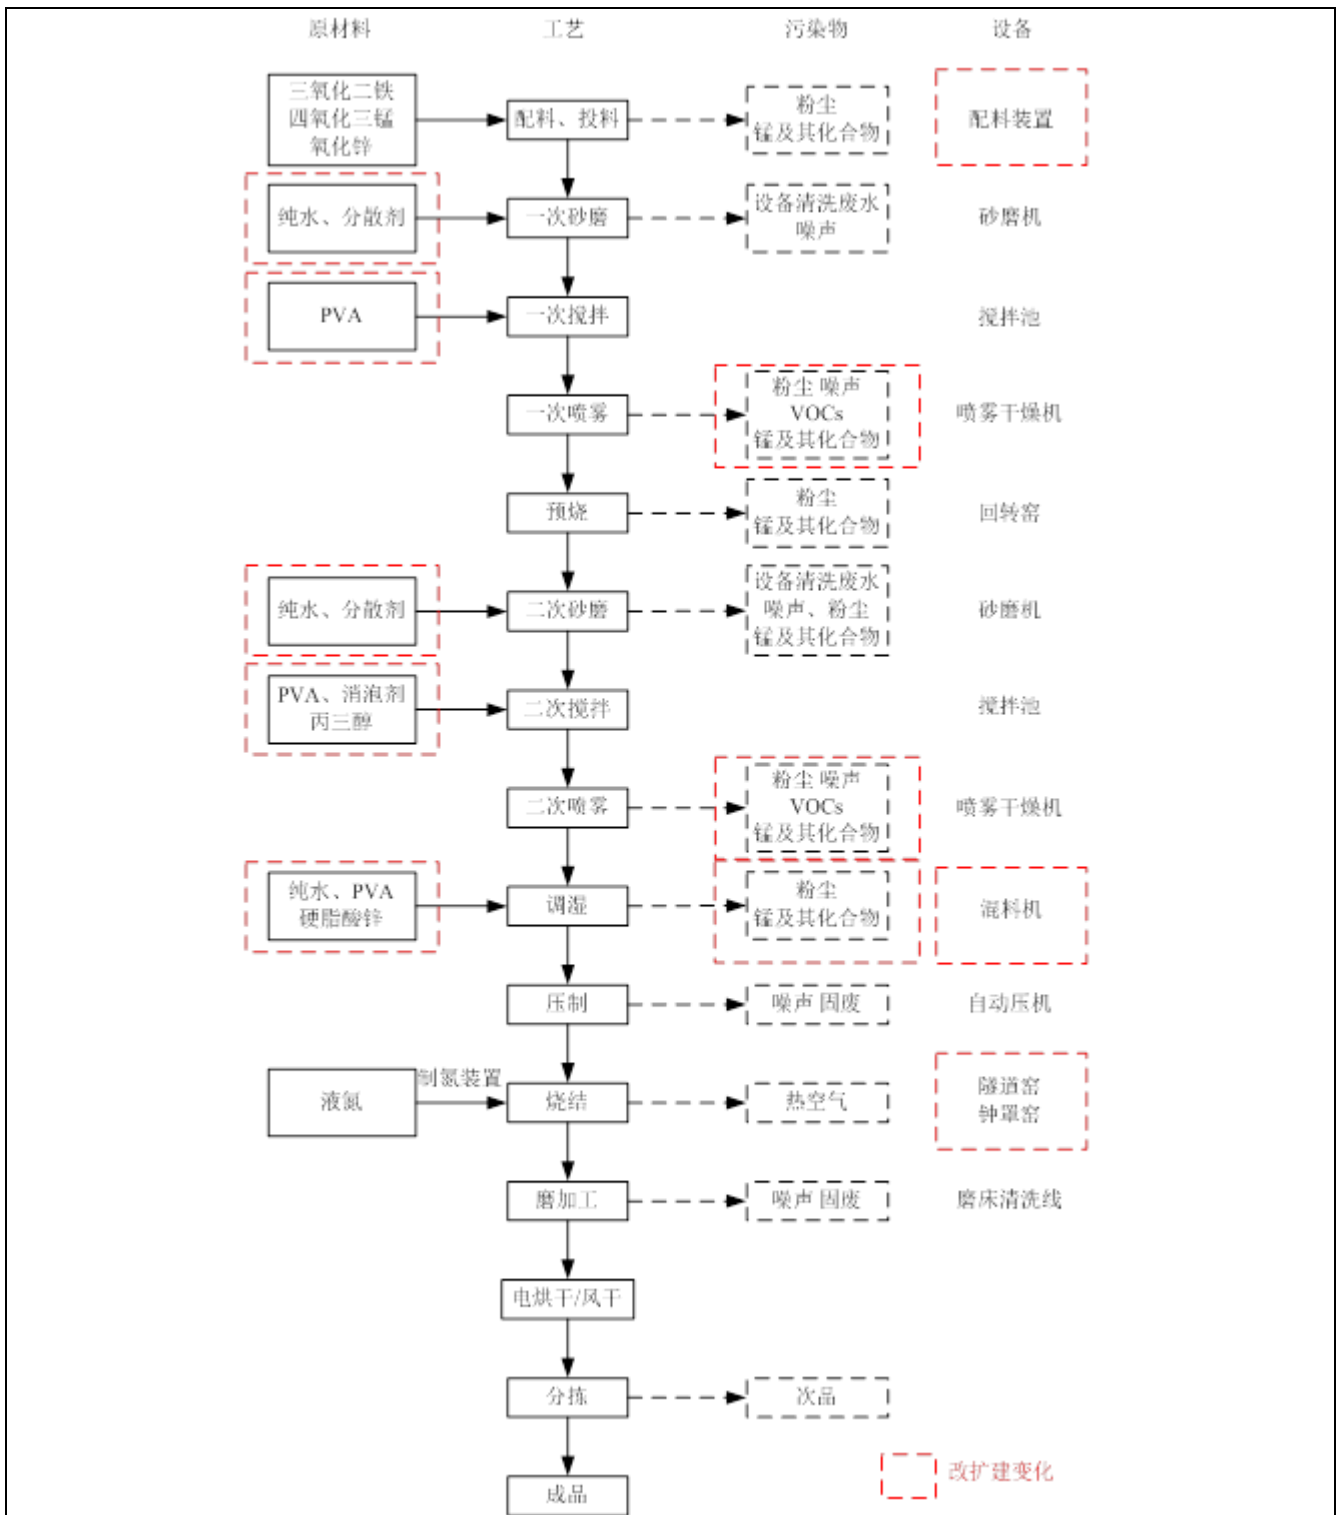 原材料 工艺 污染物 设备
三氧化二铁
四氧化三锰
氧化锌
配料、投料
粉尘
锰及其化合物
配料装置
纯水、分散剂
一次砂磨
设备清洗废水
噪声
砂磨机
PVA
一次搅拌
搅拌池
一次喷雾
粉尘 噪声
VOCs
锰及其化合物
喷雾干燥机
预烧
粉尘
锰及其化合物
回转窑
纯水、分散剂
二次砂磨
设备清洗废水
噪声、粉尘
锰及其化合物
砂磨机
PVA、消泡剂
丙三醇
二次搅拌
搅拌池
二次喷雾
粉尘 噪声
VOCs
锰及其化合物
喷雾干燥机
纯水、PVA
硬脂酸锌
调湿
粉尘
锰及其化合物
混料机
压制
噪声 固废
自动压机
液氮
制氮装置
烧结
热空气
隧道窑
钟罩窑
磨加工
噪声 固废
磨床清洗线
电烘干/风干
分拣
次品
改扩建变化
成品